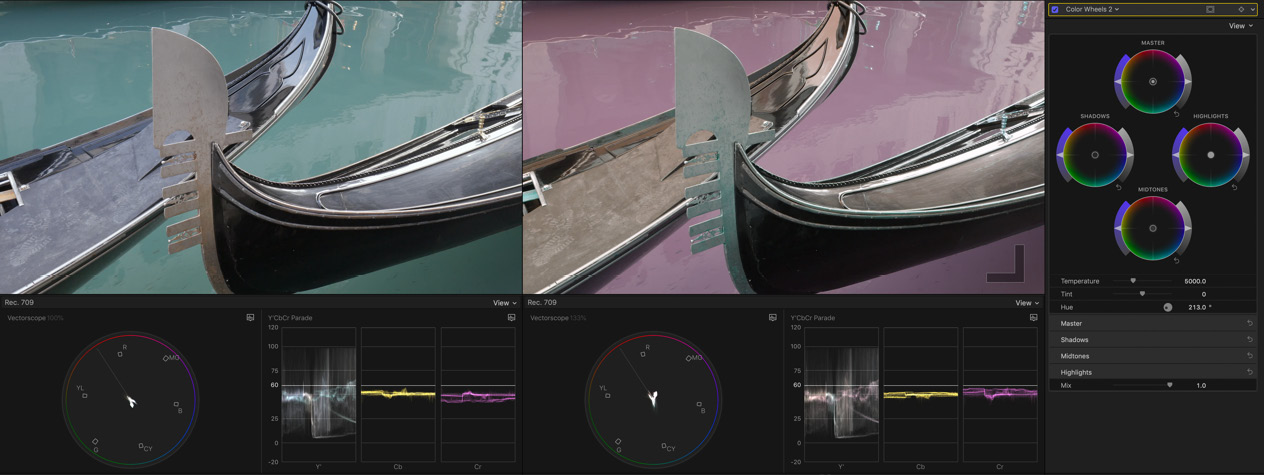 Color Wheels 2
View
MASTER
SHADOWS
HIGHLIGHTS
MIDTONES
Temperature 5000.0
Tint 0
Hue 213.0 °
Master
Shadows
Midtones
Highlights
Mix 1.0
Rec. 709 View
Vectorscope 100%
R
MG
YL
B
G
CY
Y'CbCr Parade
120
100
75
60
25
0
-20
Y' Cb Cr
Rec. 709 View
Vectorscope 133%
R
MG
YL
B
G
CY
Y'CbCr Parade
120
100
75
60
25
0
-20
Y' Cb Cr